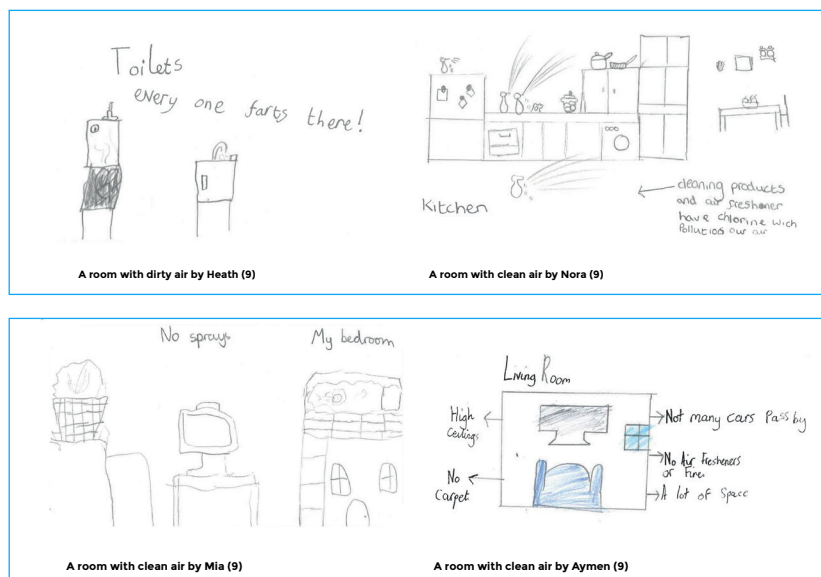 Toilets
every one farts there!
A room with dirty air by Heath (9)
Kitchen
cleaning products
and air freshener
have chlorine wich
Pollution our air
A room with clean air by Nora (9)
No sprays
My bedroom
A room with clean air by Mia (9)
Living Room
High
Ceilings
No
Carpet
Not many cars Pass by
No Air Fresheners
or Fire.
A lot of Space
A room with clean air by Aymen (9)